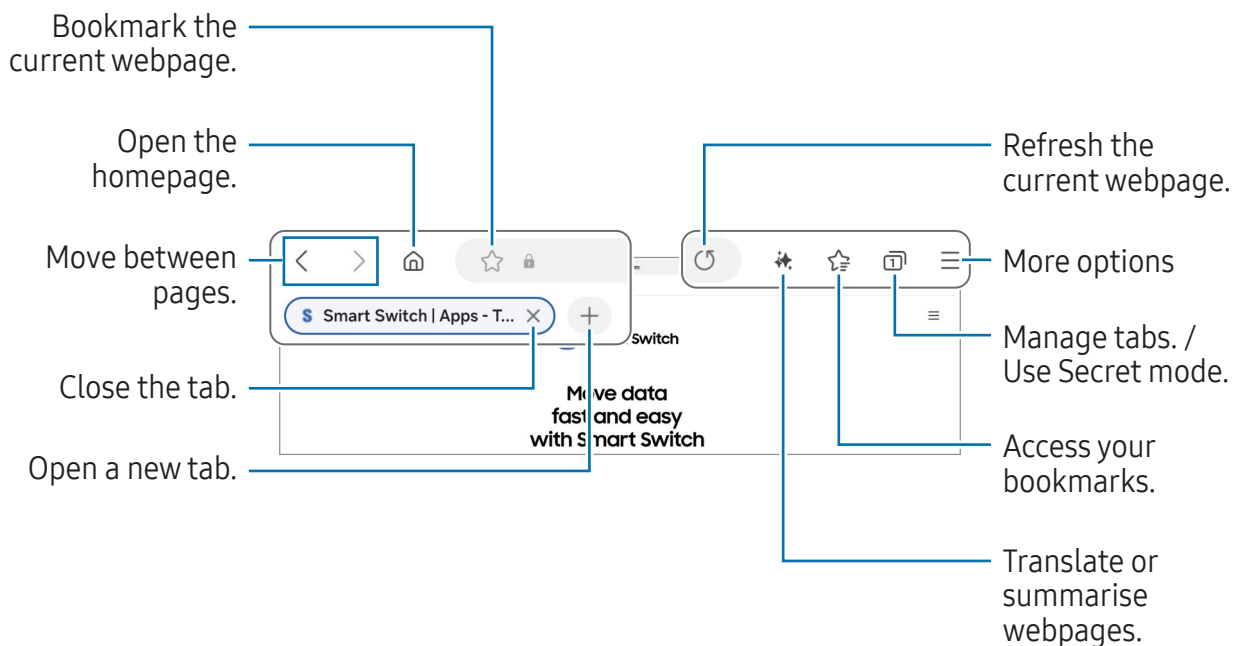 Bookmark the
current webpage.
Open the
homepage.
Move between
pages.
Close the tab.
Open a new tab.
S Smart Switch | Apps - T...
Switch
Move data
fast and easy
with Smart Switch
1
Refresh the
current webpage.
More options
Manage tabs. /
Use Secret mode.
Access your
bookmarks.
Translate or
summarise
webpages.